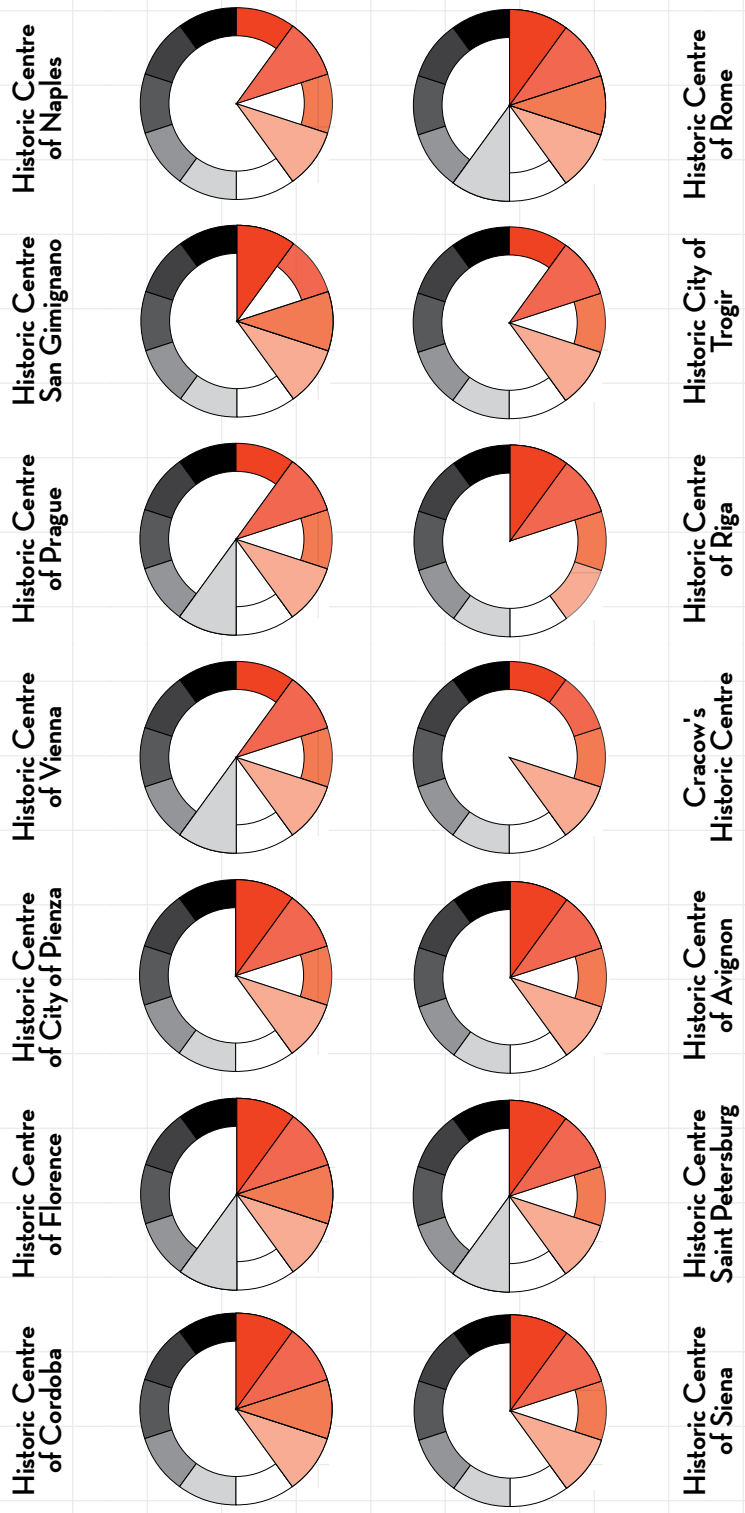 Historic Centre
of Naples
Historic Centre
of Rome
Historic Centre
San Gimignano
Historic City of
Trogir
Historic Centre
of Prague
Historic Centre
of Riga
Historic Centre
of Vienna
Cracow's
Historic Centre
Historic Centre
of City of Pienza
Historic Centre
of Avignon
Historic Centre
of Florence
Historic Centre
Saint Petersburg
Historic Centre
of Cordoba
Historic Centre
of Siena